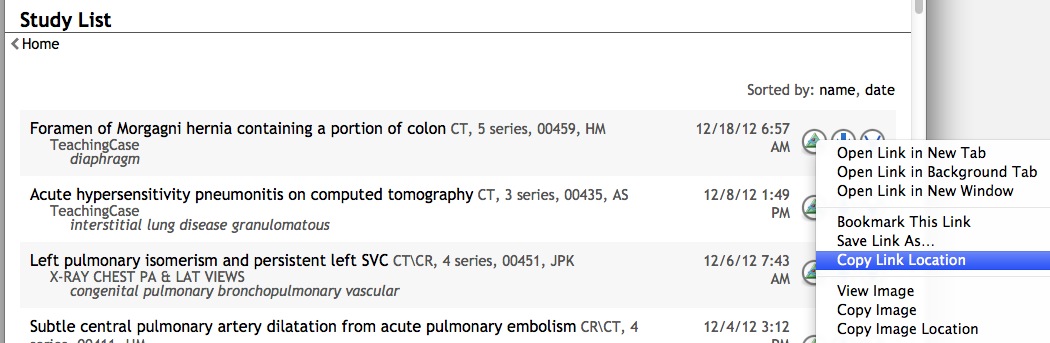 Study List
Home
Sorted by: name, date
Foramen of Morgagni hernia containing a portion of colon CT, 5 series, 00459, HM
12/18/12 6:57
AM
TeachingCase
diaphragm
Acute hypersensitivity pneumonitis on computed tomography CT, 3 series, 00435, AS
12/8/12 1:49
PM
TeachingCase
interstitial lung disease granulomatous
Left pulmonary isomerism and persistent left SVC CT\CR, 4 series, 00451, JPK
12/6/12 7:43
AM
X-RAY CHEST PA & LAT VIEWS
congenital pulmonary bronchopulmonary vascular
Subtle central pulmonary artery dilatation from acute pulmonary embolism CR\CT, 4
12/4/12 3:12
PM
series, 00411, HM
Open Link in New Tab
Open Link in Background Tab
Open Link in New Window
Bookmark This Link
Save Link As...
Copy Link Location
View Image
Copy Image
Copy Image Location